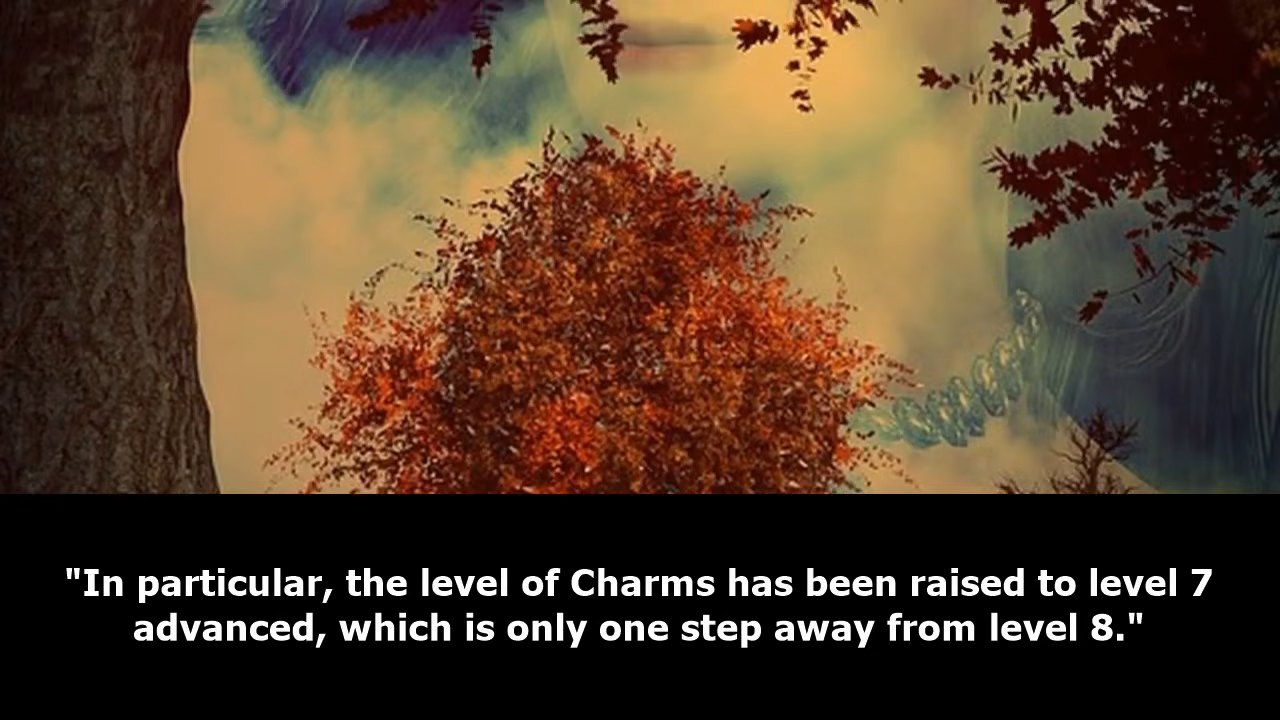 "In particular, the level of Charms has been raised to level 7
advanced, which is only one step away from level 8."